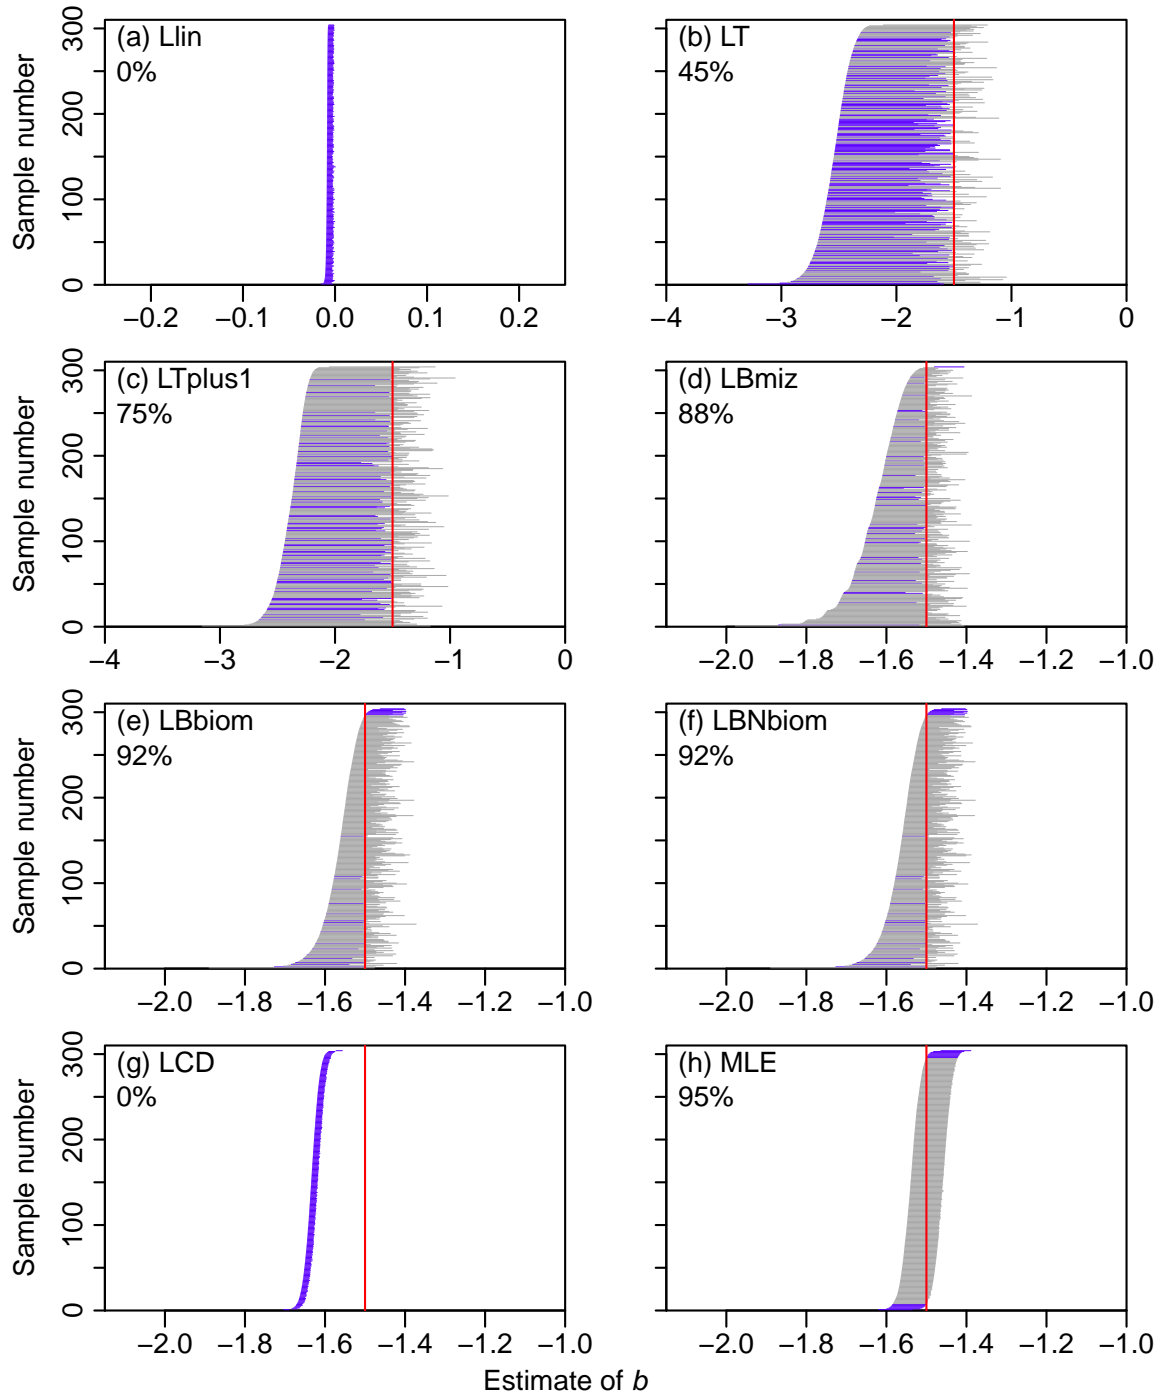 (a) Llin
0%
Sample number
0 100 200 300
−0.2 −0.1 0.0 0.1 0.2
(b) LT
45%
−4 −3 −2 −1 0
(c) LTplus1
75%
Sample number
0 100 200 300
−4 −3 −2 −1 0
(d) LBmiz
88%
−2.0 −1.8 −1.6 −1.4 −1.2 −1.0
(e) LBbiom
92%
Sample number
0 100 200 300
−2.0 −1.8 −1.6 −1.4 −1.2 −1.0
(f) LBNbiom
92%
−2.0 −1.8 −1.6 −1.4 −1.2 −1.0
(g) LCD
0%
Sample number
0 100 200 300
−2.0 −1.8 −1.6 −1.4 −1.2 −1.0
(h) MLE
95%
−2.0 −1.8 −1.6 −1.4 −1.2 −1.0
Estimate of b